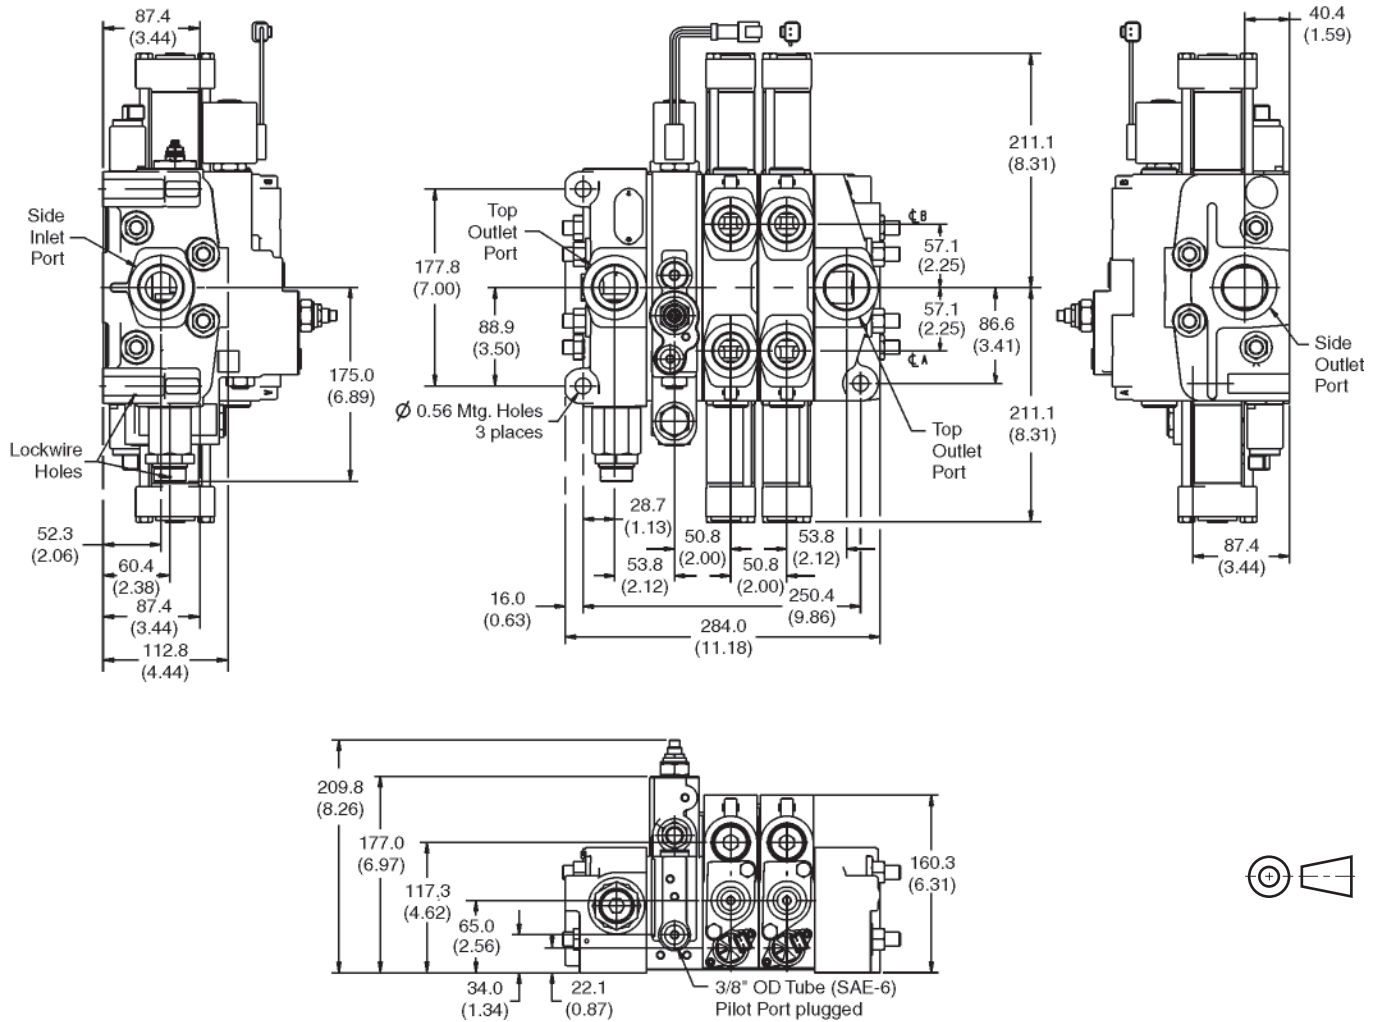 87.4
(3.44)
Side
Inlet
Port
175.0
(6.89)
Lockwire
Holes
52.3
(2.06)
60.4
(2.38)
87.4
(3.44)
112.8
(4.44)
B
A
Top
Outlet
Port
177.8
(7.00)
88.9
(3.50)
Ø 0.56 Mtg. Holes
3 places
28.7
(1.13)
50.8
(2.00)
53.8
(2.12)
53.8
(2.12)
50.8
(2.00)
16.0
(0.63)
250.4
(9.86)
284.0
(11.18)
℄ B
57.1
(2.25)
57.1
(2.25)
℄ A
211.1
(8.31)
86.6
(3.41)
211.1
(8.31)
Top
Outlet
Port
40.4
(1.59)
B
A
Side
Outlet
Port
87.4
(3.44)
209.8
(8.26)
177.0
(6.97)
117.3
(4.62)
65.0
(2.56)
34.0
(1.34)
22.1
(0.87)
160.3
(6.31)
3/8" OD Tube (SAE-6)
Pilot Port plugged